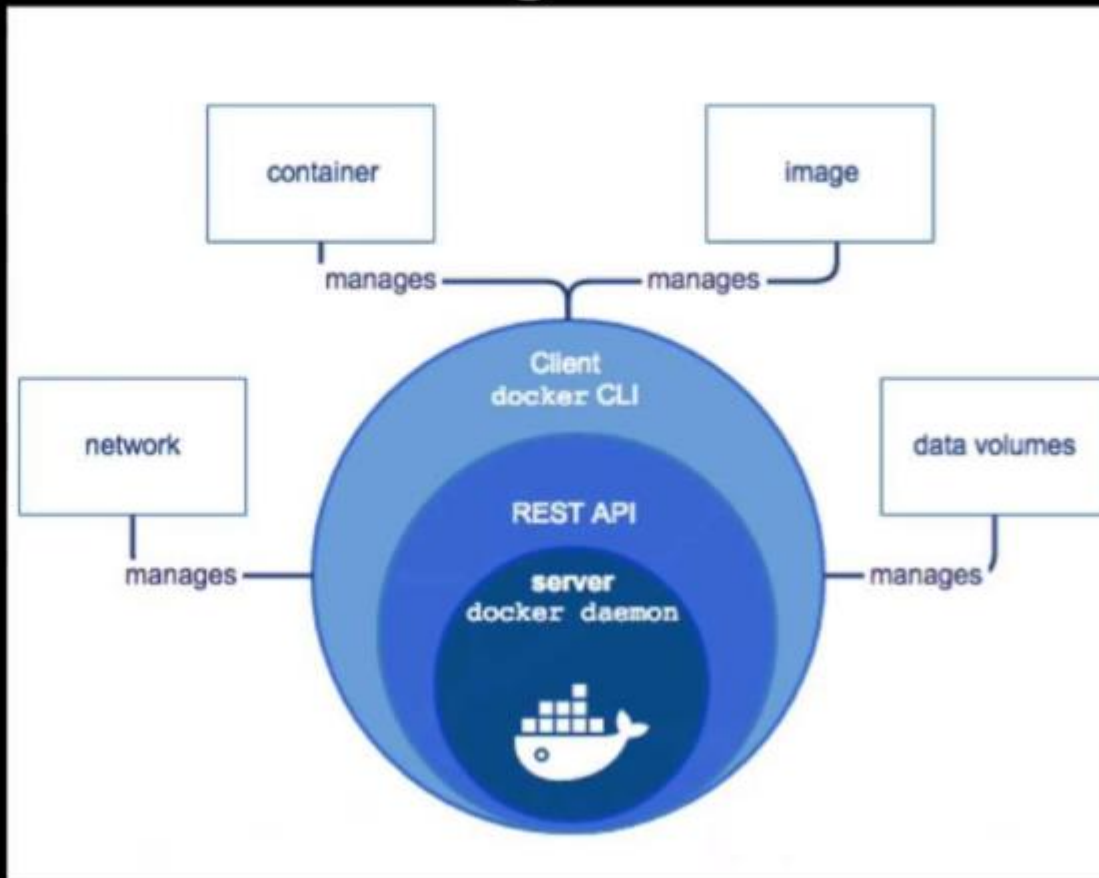 container
image
manages
manages
Client
docker CLI
network
data volumes
REST API
manages
manages
server
docker daemon